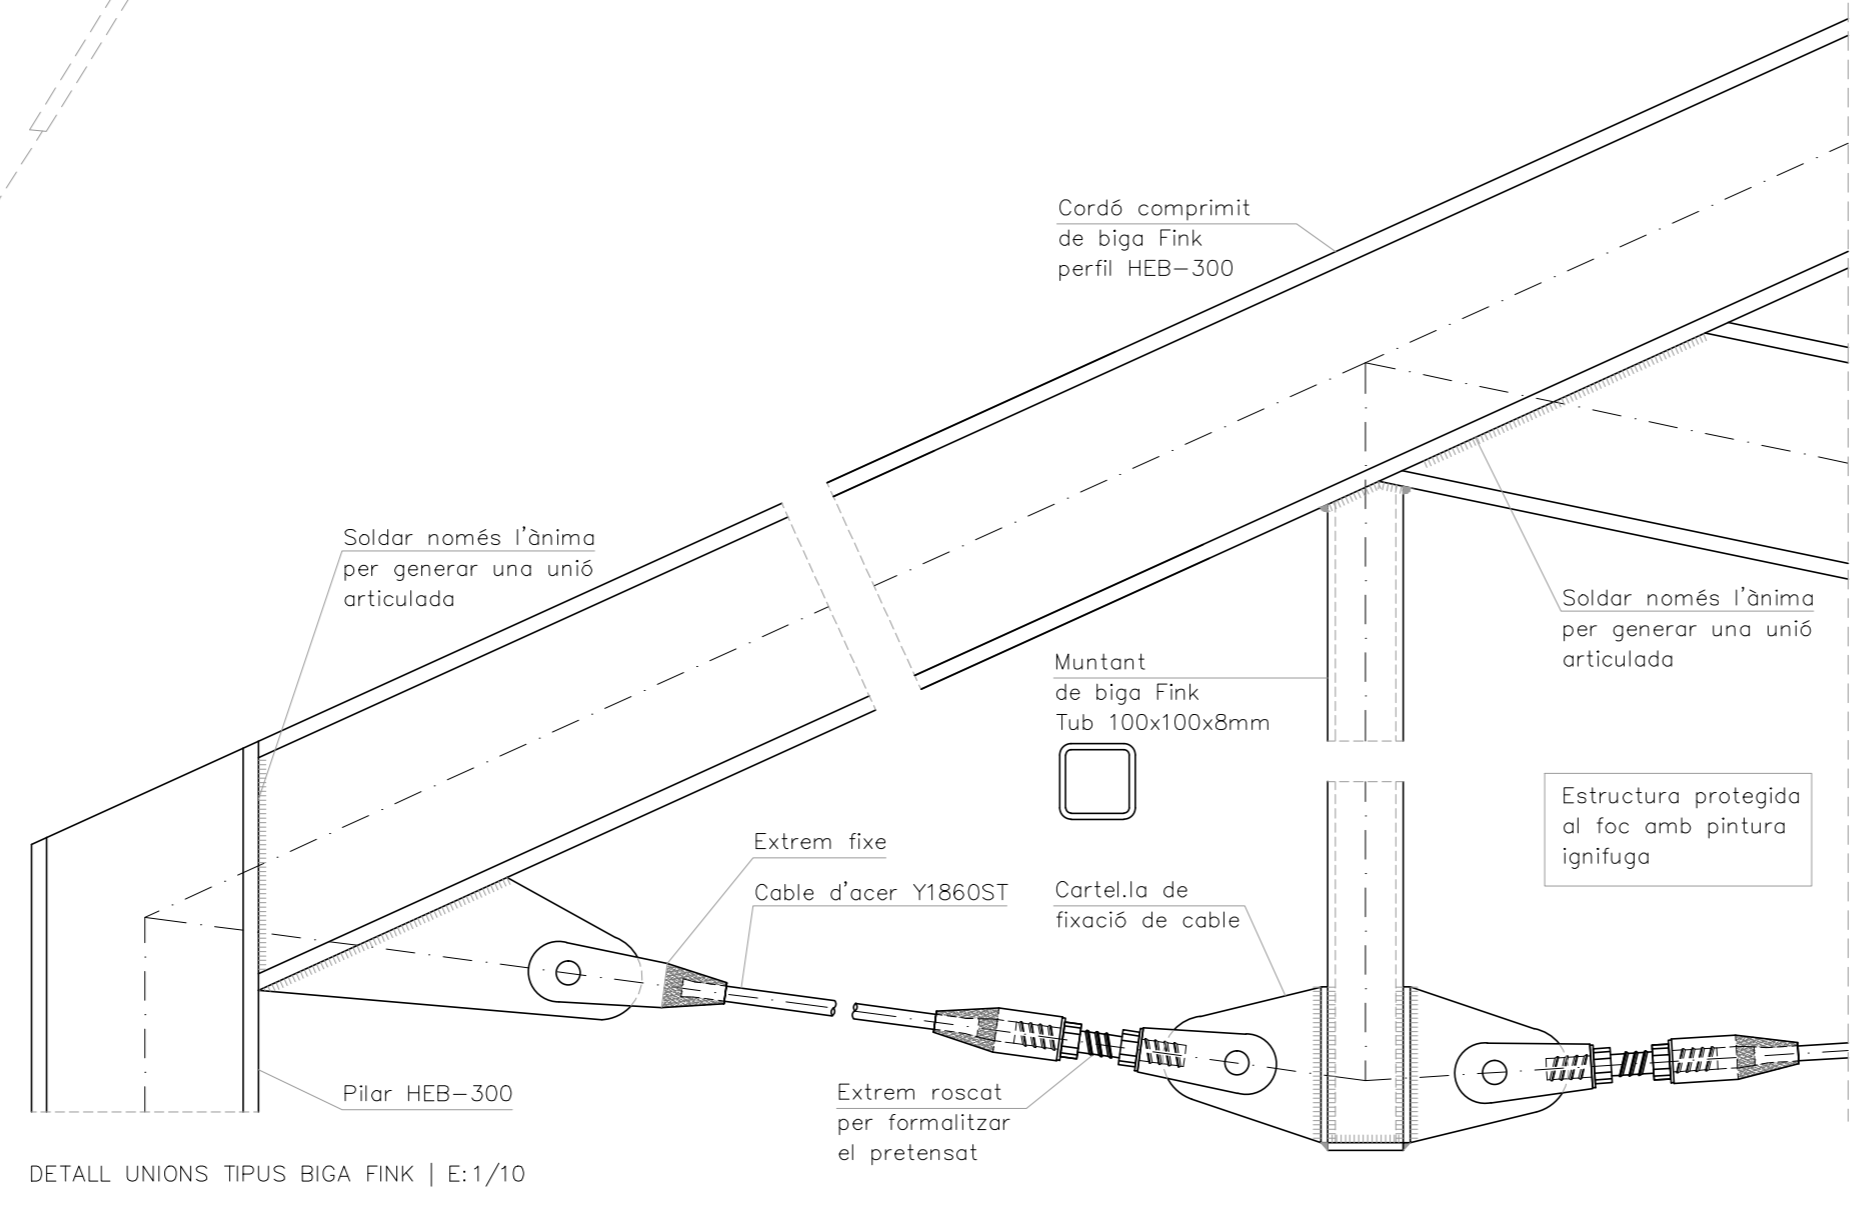 Cordó comprimit
de biga Fink
perfil HEB-300
Soldar només l'ànima
per generar una unió
articulada
Soldar només l'ànima
per generar una unió
articulada
Muntant
de biga Fink
Tub 100x100x8mm
Estructura protegida
al foc amb pintura
ignifuga
Extrem fixe
Cable d'acer Y1860ST
Cartel.la de
fixació de cable
Pilar HEB-300
Extrem roscat
per formalitzar
el pretensat
DETALL UNIONS TIPUS BIGA FINK | E:1/10